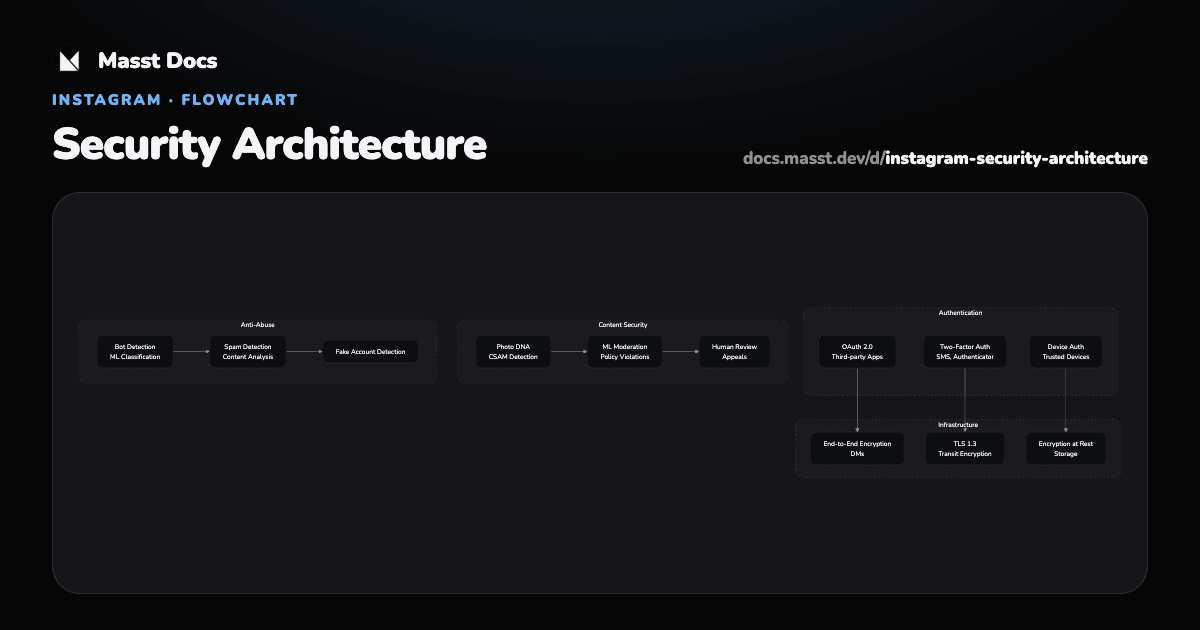 Masst Docs
INSTAGRAM · FLOWCHART
Security Architecture
docs.masst.dev/d/instagram-security-architecture
Anti-Abuse
Bot Detection
ML Classification
Spam Detection
Content Analysis
Fake Account Detection
Content Security
Photo DNA
CSAM Detection
ML Moderation
Policy Violations
Human Review
Appeals
Authentication
OAuth 2.0
Third-party Apps
Two-Factor Auth
SMS, Authenticator
Device Auth
Trusted Devices
Infrastructure
End-to-End Encryption
DMs
TLS 1.3
Transit Encryption
Encryption at Rest
Storage